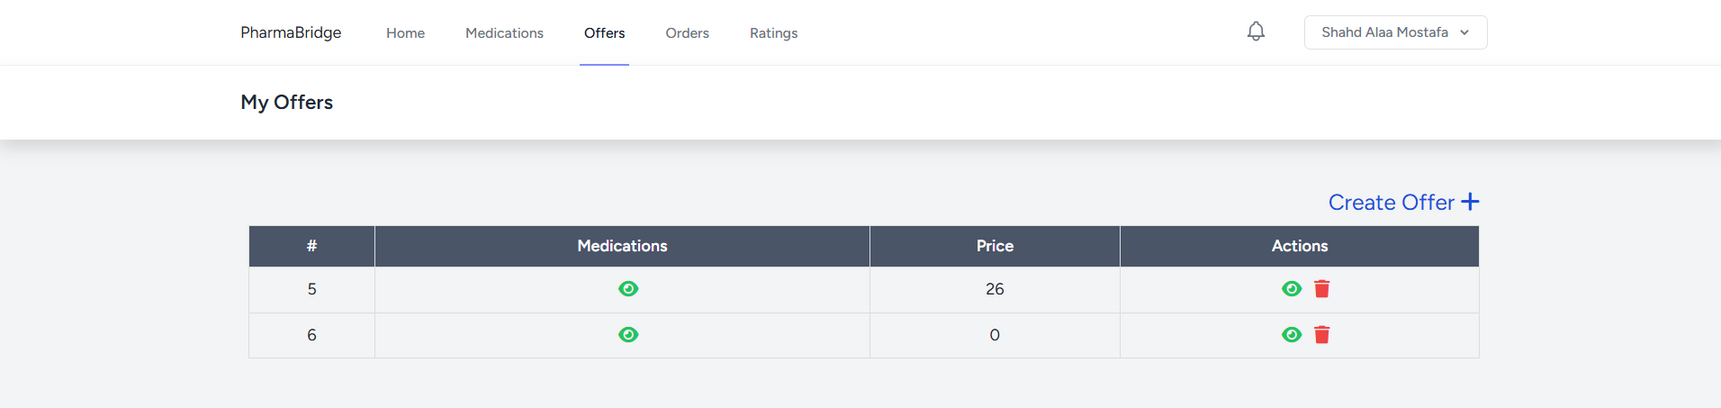 PharmaBridge Home Medications Offers Orders Ratings Shahd Alaa Mostafa
My Offers
Create Offer
# Medications Price Actions
5 26
6 0